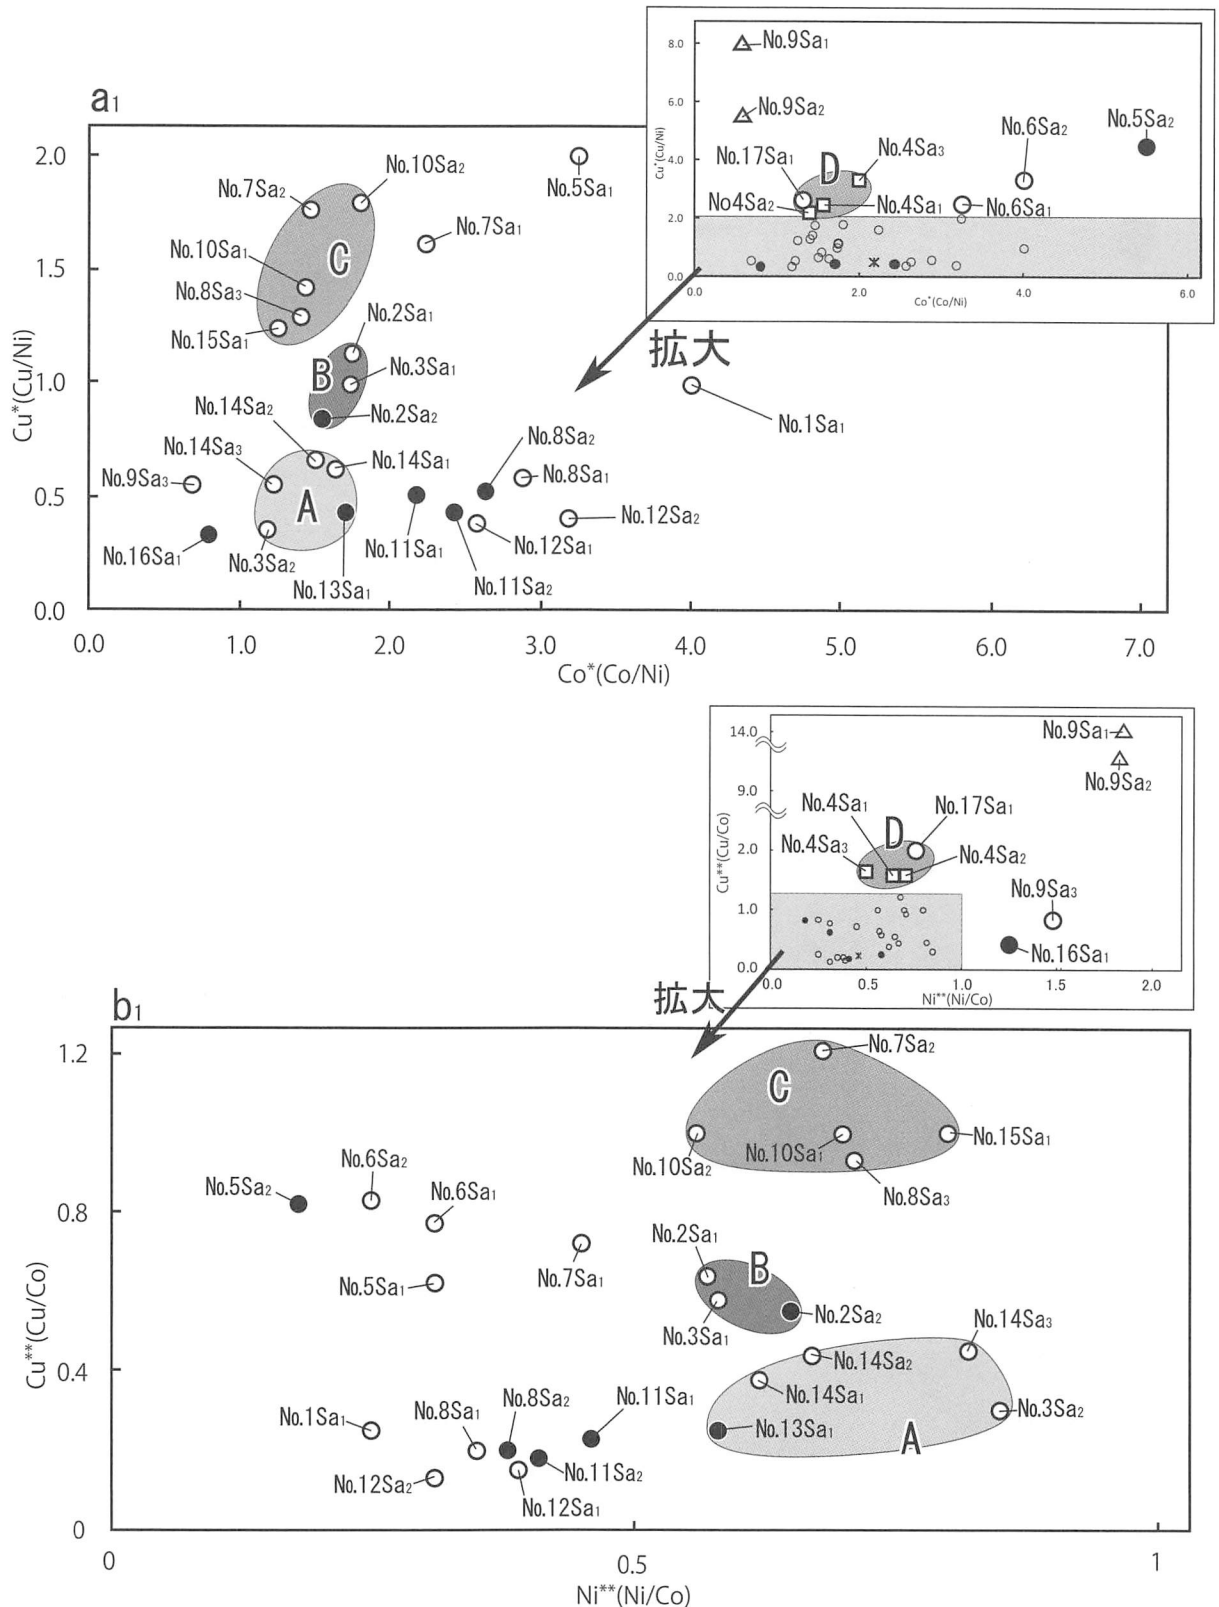 a1
Cu*(Cu/Ni)
2.0
1.5
1.0
0.5
0.0
0.0 1.0 2.0 3.0 4.0 5.0 6.0 7.0
Co*(Co/Ni)
No.7Sa2
No.10Sa2
No.5Sa1
No.7Sa1
No.10Sa1
C
No.8Sa3
No.15Sa1
No.2Sa1
B
No.3Sa1
No.2Sa2
No.14Sa2
No.14Sa3
No.14Sa1
No.9Sa3
A
No.16Sa1
No.3Sa2
No.13Sa1
No.11Sa1
No.8Sa2
No.8Sa1
No.12Sa2
No.12Sa1
No.11Sa2
No.1Sa1
拡大
Cu*(Cu/Ni)
8.0
6.0
4.0
2.0
0.0
0.0 2.0 4.0 6.0
Co*(Co/Ni)
No.9Sa1
No.9Sa2
No.17Sa1
D
No.4Sa3
No.6Sa2
No.5Sa2
No4Sa2
No.4Sa1
No.6Sa1
Cu**(Cu/Co)
14.0
9.0
2.0
1.0
0.0
0.5 1.0 1.5 2.0
Ni**(Ni/Co)
No.9Sa1
No.9Sa2
No.4Sa1
No.17Sa1
D
No.4Sa3
No.4Sa2
No.9Sa3
No.16Sa1
拡大
b1
Cu**(Cu/Co)
1.2
0.8
0.4
0
0 0.5 1
Ni**(Ni/Co)
No.7Sa2
C
No.10Sa2
No.10Sa1
No.15Sa1
No.8Sa3
No.6Sa2
No.5Sa2
No.6Sa1
No.5Sa1
No.7Sa1
No.2Sa1
B
No.3Sa1
No.2Sa2
No.14Sa3
No.14Sa2
No.14Sa1
No.3Sa2
No.13Sa1
A
No.1Sa1
No.8Sa1
No.8Sa2
No.11Sa1
No.12Sa2
No.11Sa2
No.12Sa1